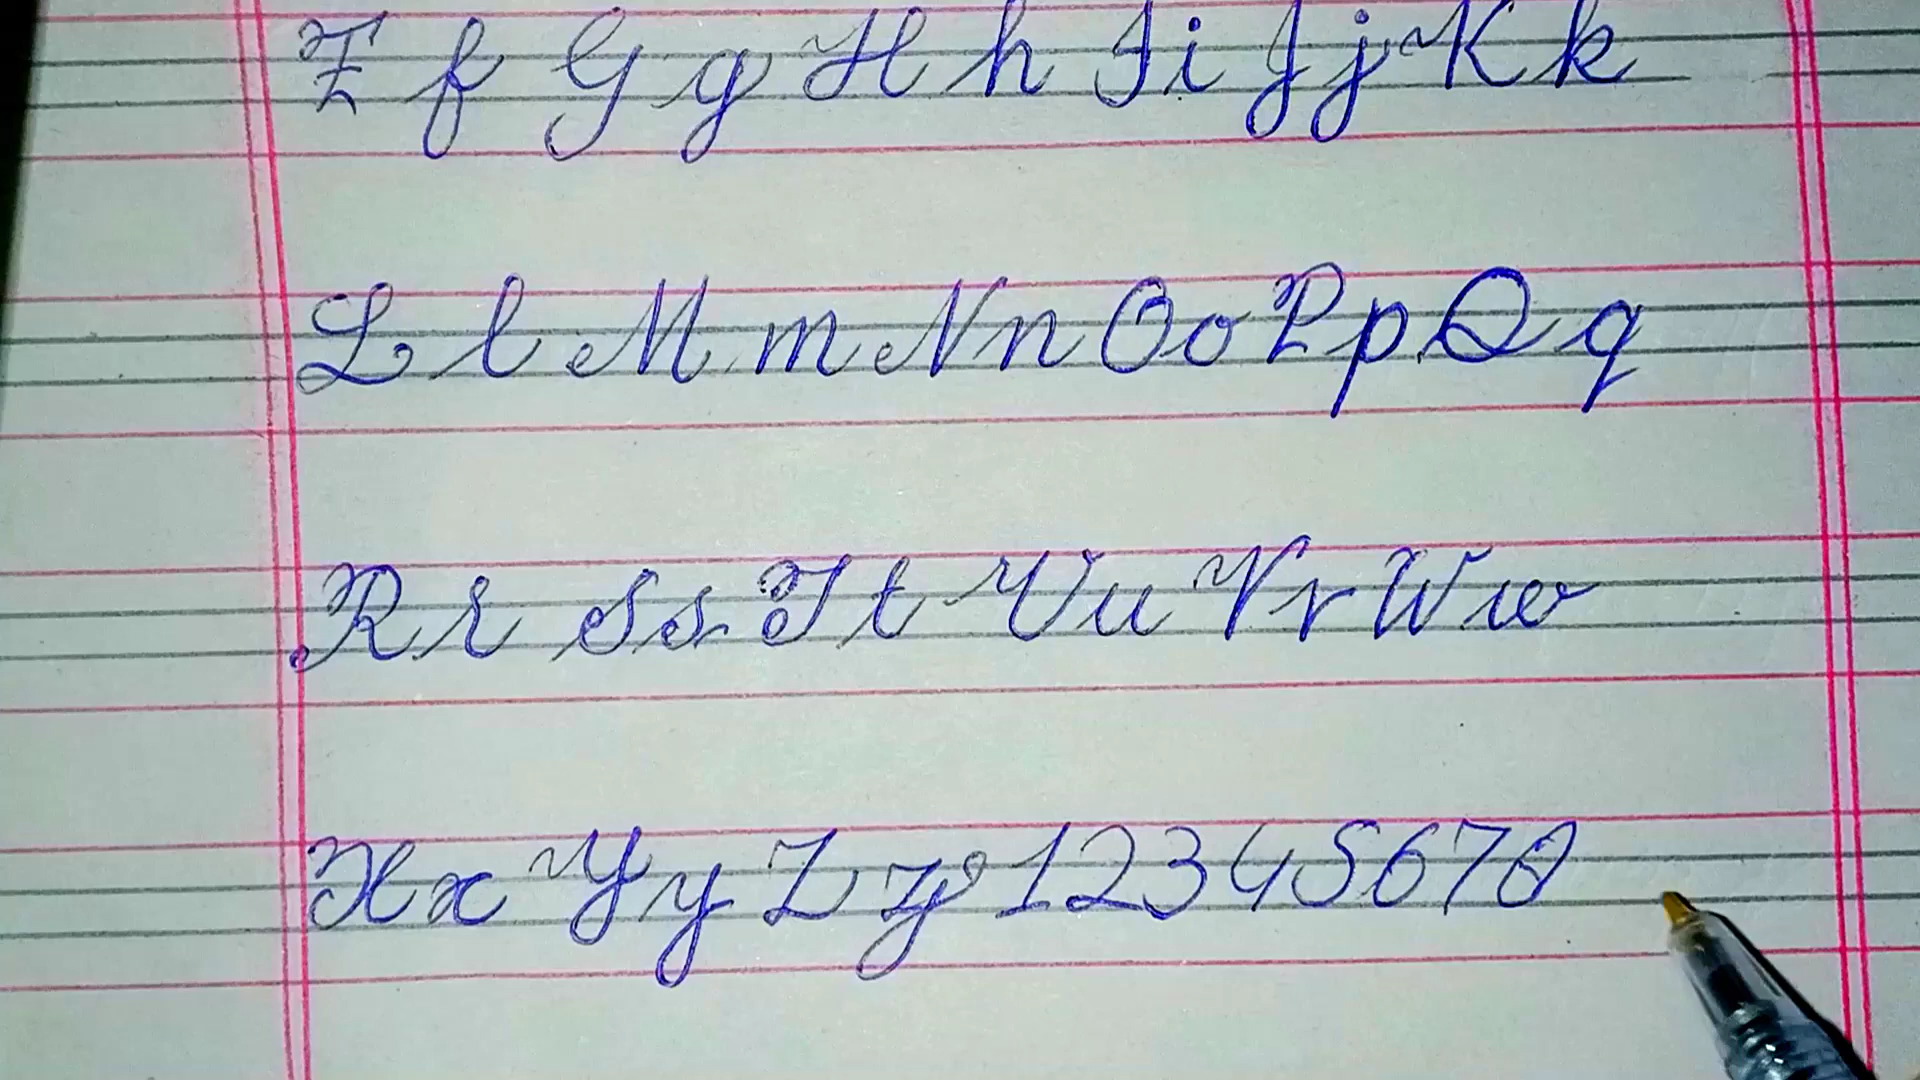 F f G g H h I i J j K k
L l M m N n O o P p Q q
R r S s T t U u V v W w
X x Y y Z z 1 2 3 4 5 6 7 8